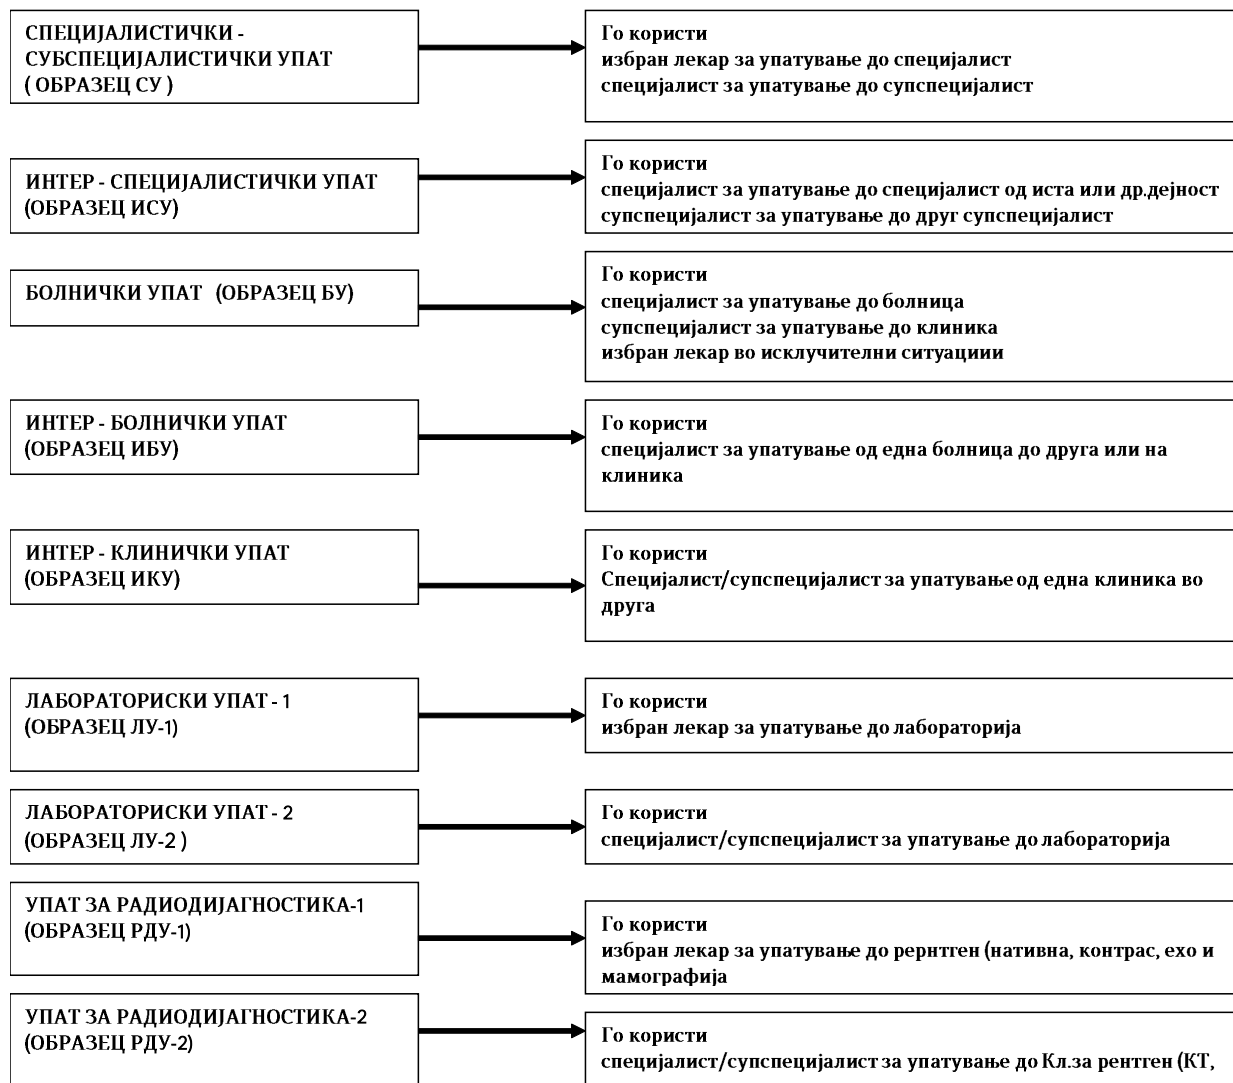 СПЕЦИЈАЛИСТИЧКИ -
СУБСПЕЦИЈАЛИСТИЧКИ УПАТ
( ОБРАЗЕЦ СУ )
Го користи
избран лекар за упатување до специјалист
специјалист за упатување до супспецијалист
ИНТЕР - СПЕЦИЈАЛИСТИЧКИ УПАТ
(ОБРАЗЕЦ ИСУ)
Го користи
специјалист за упатување до специјалист од иста или др.дејност
супспецијалист за упатување до друг супспецијалист
БОЛНИЧКИ УПАТ (ОБРАЗЕЦ БУ)
Го користи
специјалист за упатување до болница
супспецијалист за упатување до клиника
избран лекар во исклучителни ситуациии
ИНТЕР - БОЛНИЧКИ УПАТ
(ОБРАЗЕЦ ИБУ)
Го користи
специјалист за упатување од една болница до друга или на
клиника
ИНТЕР - КЛИНИЧКИ УПАТ
(ОБРАЗЕЦ ИКУ)
Го користи
Специјалист/супспецијалист за упатување од една клиника во
друга
ЛАБОРАТОРИСКИ УПАТ - 1
(ОБРАЗЕЦ ЛУ-1)
Го користи
избран лекар за упатување до лабораторија
ЛАБОРАТОРИСКИ УПАТ - 2
(ОБРАЗЕЦ ЛУ-2 )
Го користи
специјалист/супспецијалист за упатување до лабораторија
УПАТ ЗА РАДИОДИЈАГНОСТИКА-1
(ОБРАЗЕЦ РДУ-1)
Го користи
избран лекар за упатување до рернтген (нативна, контрас, ехо и
мамографија
УПАТ ЗА РАДИОДИЈАГНОСТИКА-2
(ОБРАЗЕЦ РДУ-2)
Го користи
специјалист/супспецијалист за упатување до Кл.за рентген (КТ,